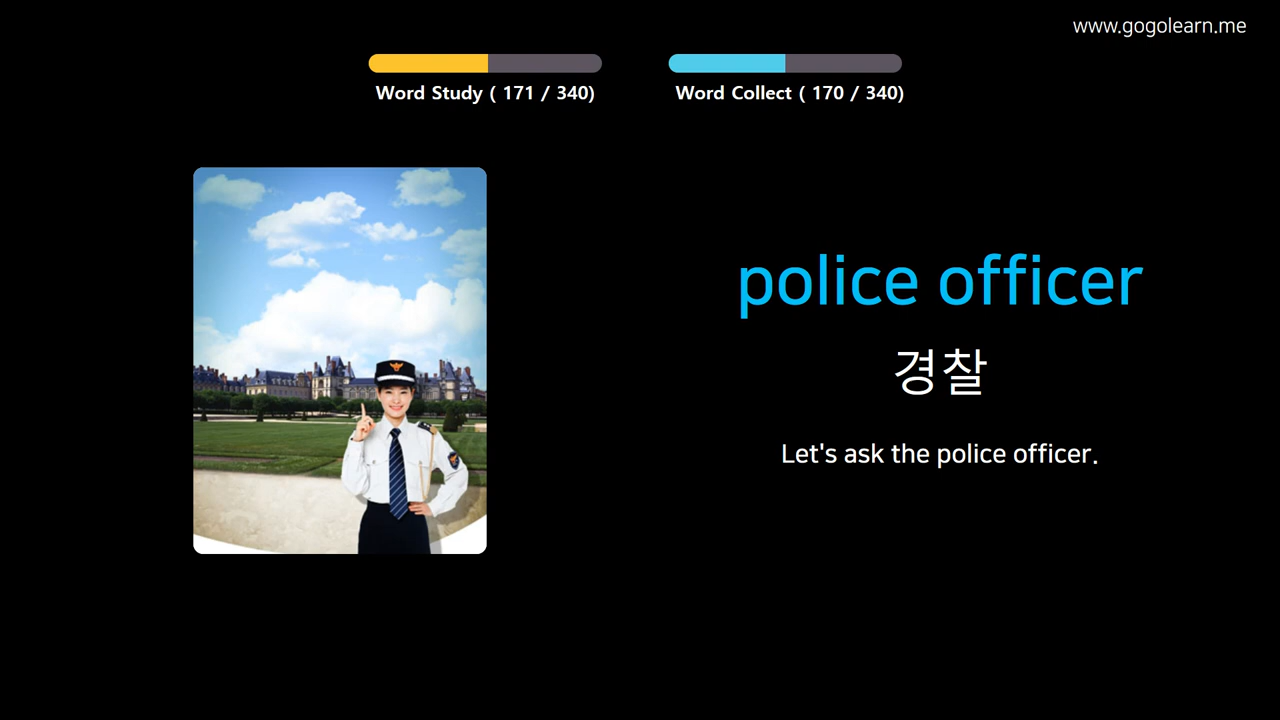 www.gogolearn.me
Word Study ( 171 / 340)
Word Collect ( 170 / 340)
police officer
경찰
Let's ask the police officer.